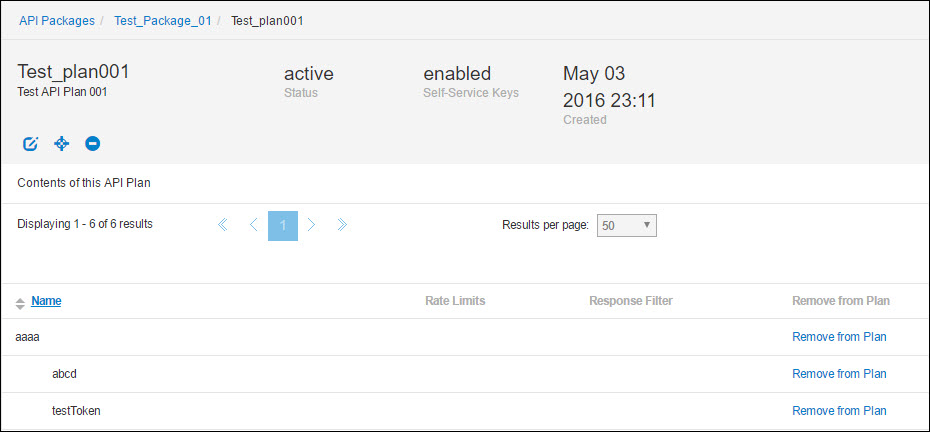 API Packages / Test_Package_01 / Test_plan001
Test_plan001
Test API Plan 001
active
Status
enabled
Self-Service Keys
May 03
2016 23:11
Created
Contents of this API Plan
Displaying 1 - 6 of 6 results
1
Results per page: 50
Name Rate Limits Response Filter Remove from Plan
aaaa Remove from Plan
abcd Remove from Plan
testToken Remove from Plan